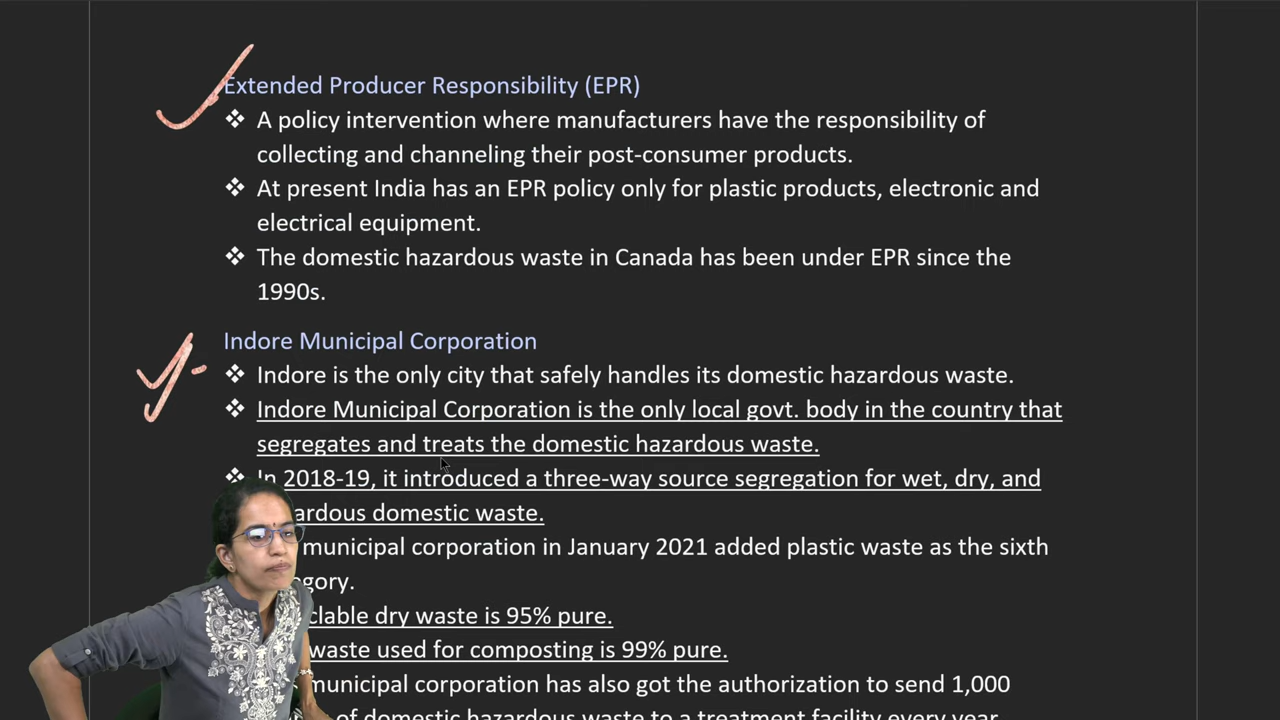 Extended Producer Responsibility (EPR)
❖ A policy intervention where manufacturers have the responsibility of
collecting and channeling their post-consumer products.
❖ At present India has an EPR policy only for plastic products, electronic and
electrical equipment.
❖ The domestic hazardous waste in Canada has been under EPR since the
1990s.
Indore Municipal Corporation
❖ Indore is the only city that safely handles its domestic hazardous waste.
❖ Indore Municipal Corporation is the only local govt. body in the country that
segregates and treats the domestic hazardous waste.
❖ In 2018-19, it introduced a three-way source segregation for wet, dry, and
domestic waste.
municipal corporation in January 2021 added plastic waste as the sixth
dry waste is 95% pure.
waste used for composting is 99% pure.
municipal corporation has also got the authorization to send 1,000
of domestic hazardous waste to a treatment facility every year